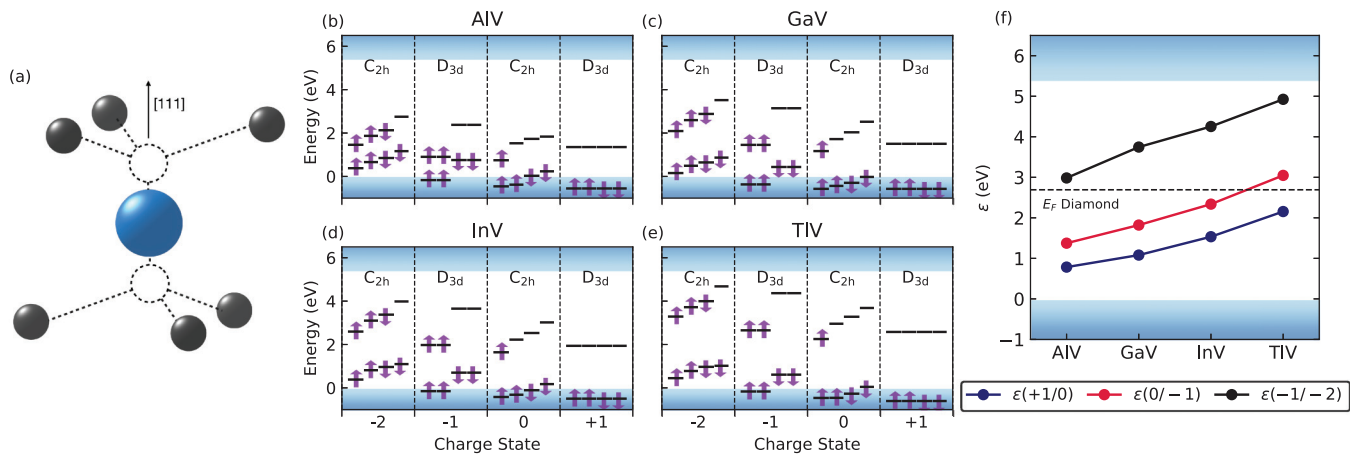 (a)
[111]
(b) AlV
Energy (eV)
6
4
2
0
C2h D3d C2h D3d
(c) GaV
C2h D3d C2h D3d
(d) InV
Energy (eV)
6
4
2
0
C2h D3d C2h D3d
-2 -1 0 +1
Charge State
(e) TlV
C2h D3d C2h D3d
-2 -1 0 +1
Charge State
(f)
ε (eV)
6
5
4
3
2
1
0
−1
EF Diamond
AlV GaV InV TlV
ε(+1/0) ε(0/−1) ε(−1/−2)